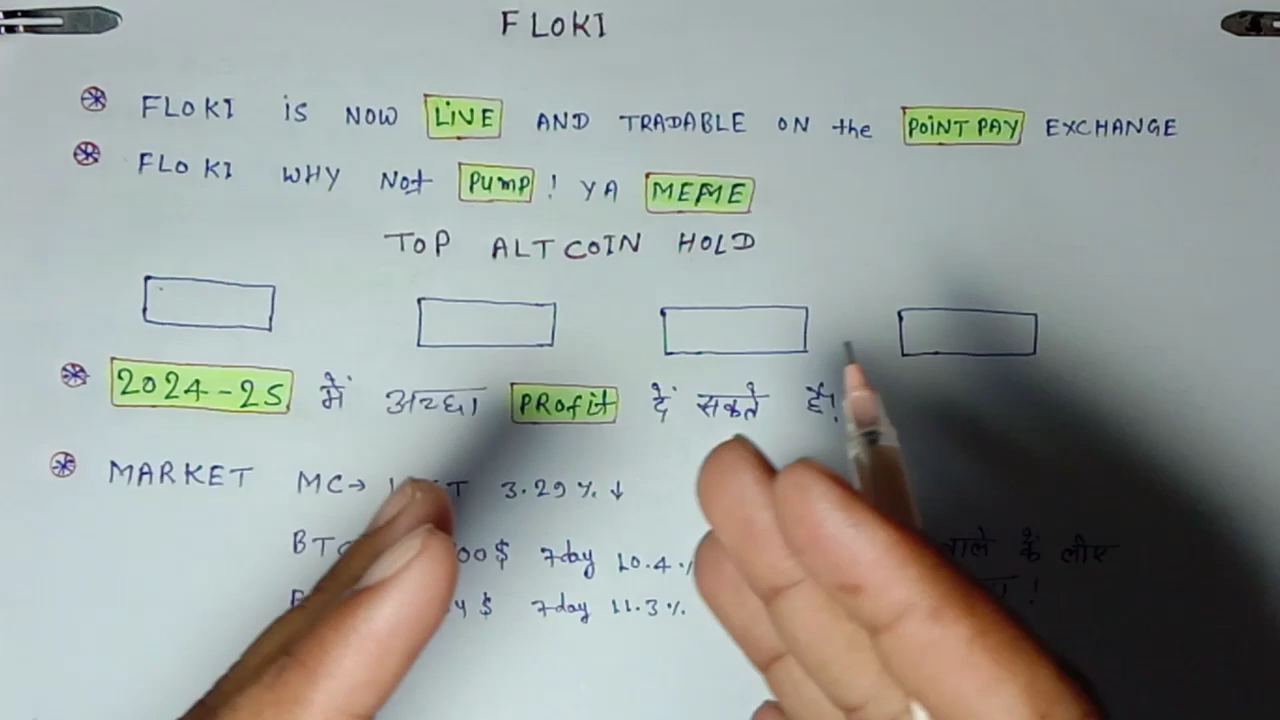 FLOKI
FLOKI is NOW LIVE AND TRADABLE ON the POINT PAY EXCHANGE
FLOKI WHY Not PUMP ! YA MEME
TOP ALTCOIN HOLD
2024-25 में अच्छा PROfit दे सकते है!
MARKET MC→ 3.29% ↓
7day 10.4
7day 11.3%
के लीए